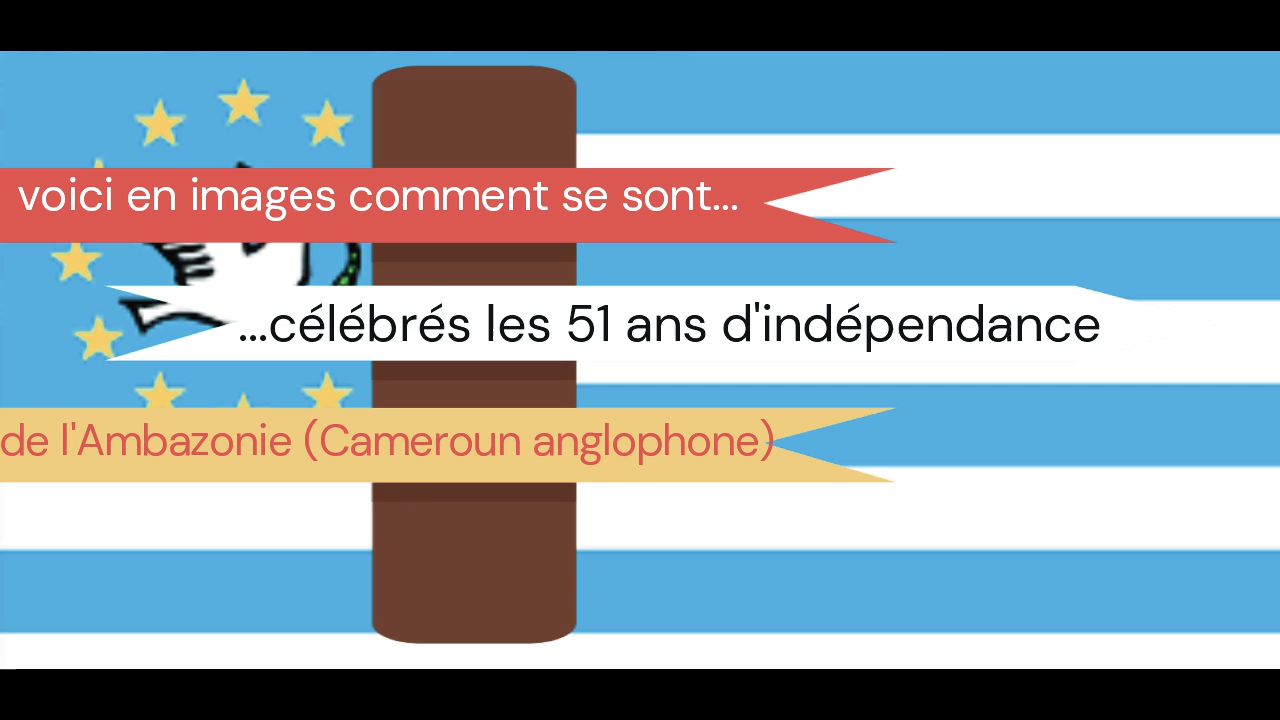 voici en images comment se sont...
...célébrés les 51 ans d'indépendance
de l'Ambazonie (Cameroun anglophone)